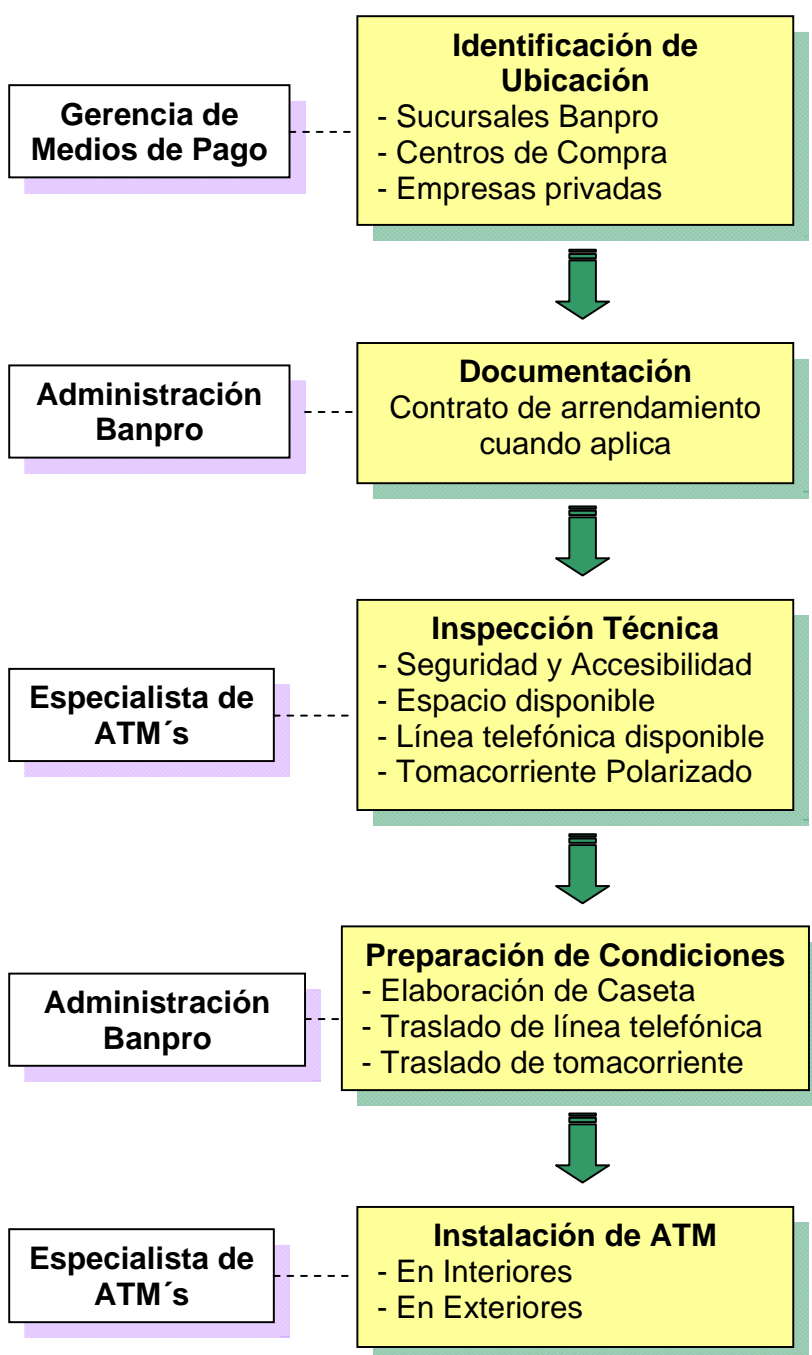 Gerencia de
Medios de Pago
Identificación de
Ubicación
- Sucursales Banpro
- Centros de Compra
- Empresas privadas
Administración
Banpro
Documentación
Contrato de arrendamiento
cuando aplica
Especialista de
ATM´s
Inspección Técnica
- Seguridad y Accesibilidad
- Espacio disponible
- Línea telefónica disponible
- Tomacorriente Polarizado
Administración
Banpro
Preparación de Condiciones
- Elaboración de Caseta
- Traslado de línea telefónica
- Traslado de tomacorriente
Especialista de
ATM´s
Instalación de ATM
- En Interiores
- En Exteriores